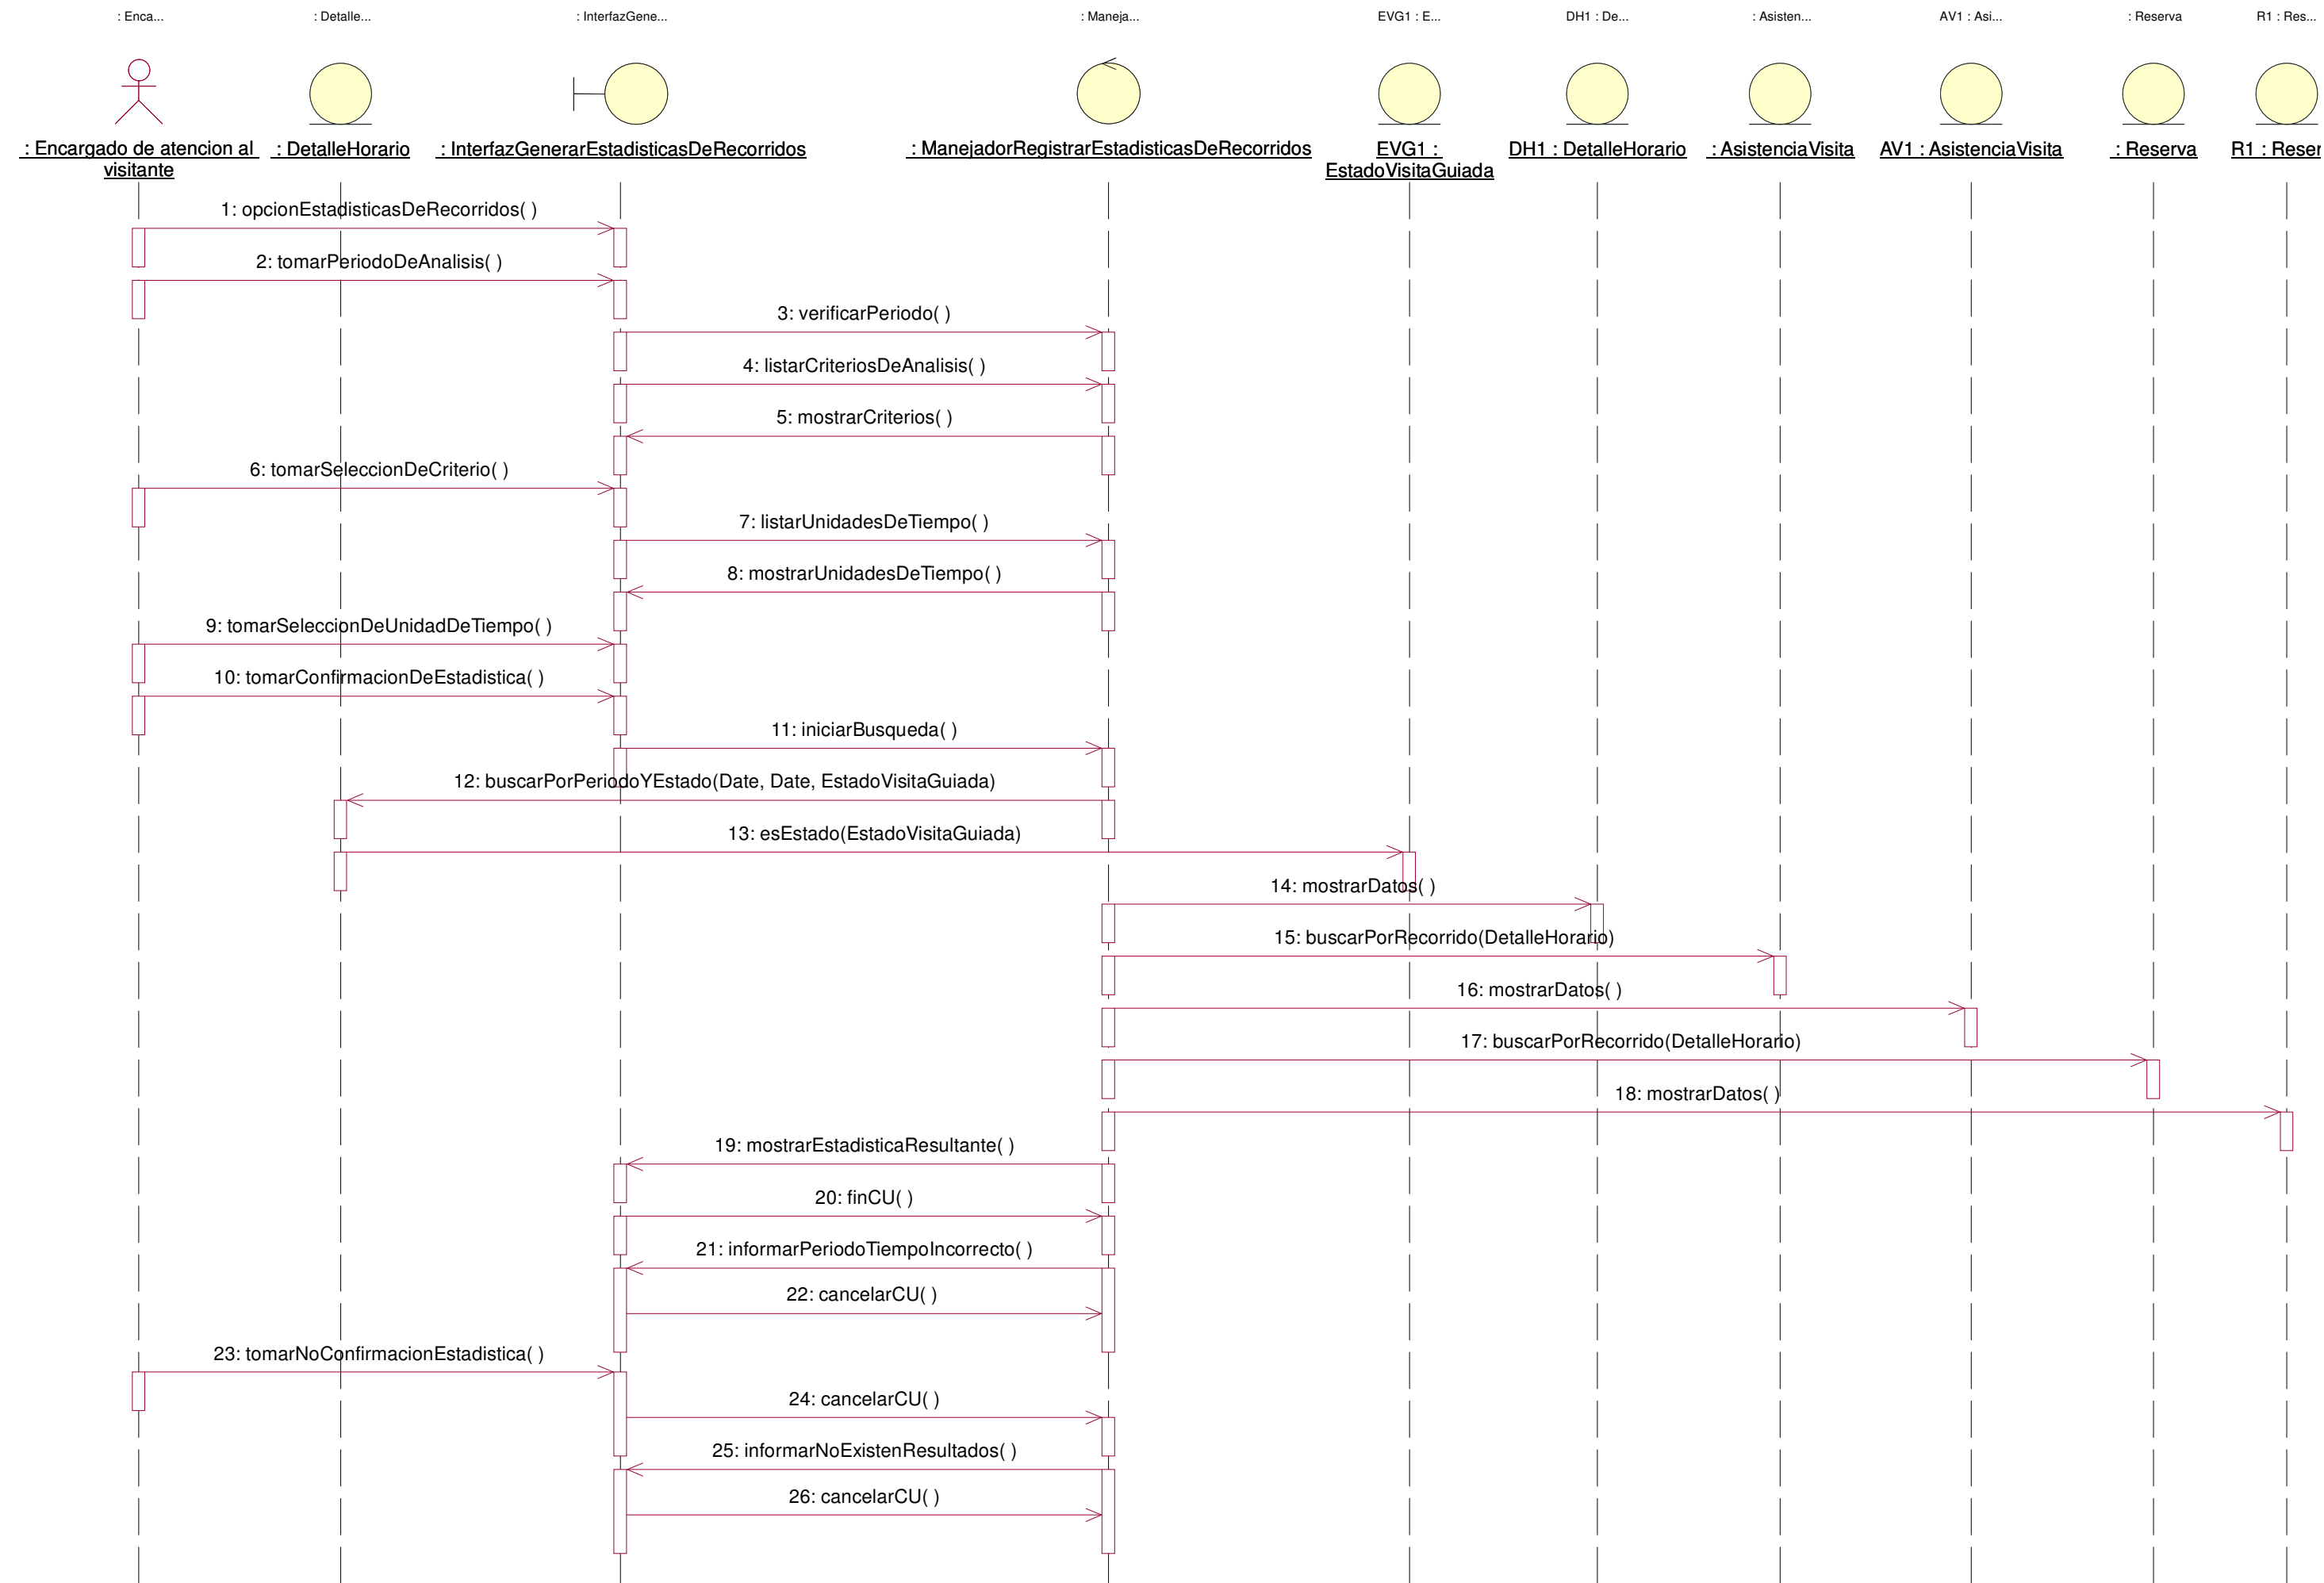 : Enca...
: Detalle...
: InterfazGene...
: Maneja...
EVG1 : E...
DH1 : De...
: Asisten...
AV1 : Asi...
: Reserva
R1 : Res...
: Encargado de atencion al
visitante
: DetalleHorario
: InterfazGenerarEstadisticasDeRecorridos
: ManejadorRegistrarEstadisticasDeRecorridos
EVG1 :
EstadoVisitaGuiada
DH1 : DetalleHorario
: AsistenciaVisita
AV1 : AsistenciaVisita
: Reserva
R1 : Reser
1: opcionEstadisticasDeRecorridos( )
2: tomarPeriodoDeAnalisis( )
3: verificarPeriodo( )
4: listarCriteriosDeAnalisis( )
5: mostrarCriterios( )
6: tomarSeleccionDeCriterio( )
7: listarUnidadesDeTiempo( )
8: mostrarUnidadesDeTiempo( )
9: tomarSeleccionDeUnidadDeTiempo( )
10: tomarConfirmacionDeEstadistica( )
11: iniciarBusqueda( )
12: buscarPorPeriodoYEstado(Date, Date, EstadoVisitaGuiada)
13: esEstado(EstadoVisitaGuiada)
14: mostrarDatos( )
15: buscarPorRecorrido(DetalleHorario)
16: mostrarDatos( )
17: buscarPorRecorrido(DetalleHorario)
18: mostrarDatos( )
19: mostrarEstadisticaResultante( )
20: finCU( )
21: informarPeriodoTiempoIncorrecto( )
22: cancelarCU( )
23: tomarNoConfirmacionEstadistica( )
24: cancelarCU( )
25: informarNoExistenResultados( )
26: cancelarCU( )